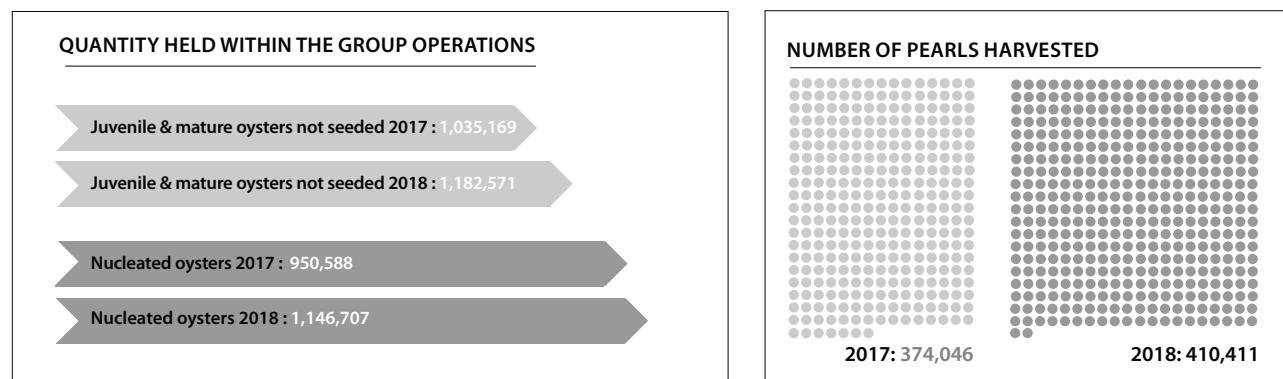 QUANTITY HELD WITHIN THE GROUP OPERATIONS
Juvenile & mature oysters not seeded 2017 : 1,035,169
Juvenile & mature oysters not seeded 2018 : 1,182,571
Nucleated oysters 2017 : 950,588
Nucleated oysters 2018 : 1,146,707
NUMBER OF PEARLS HARVESTED
2017: 374,046
2018: 410,411